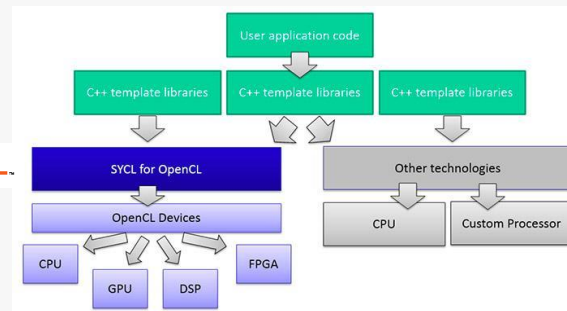 User application code
C++ template libraries
C++ template libraries
C++ template libraries
SYCL for OpenCL
Other technologies
OpenCL Devices
CPU
Custom Processor
CPU
GPU
DSP
FPGA